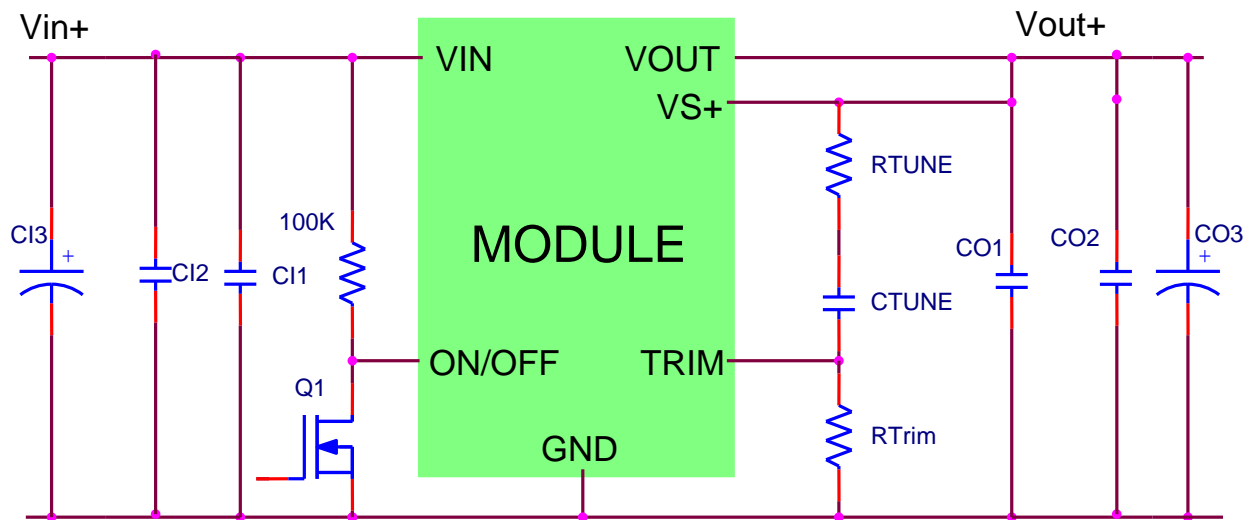 Vin+
Vout+
VIN
VOUT
VS+
RTUNE
100K
MODULE
CI3
+
CI2
CI1
CO1
CO2
CO3
+
CTUNE
ON/OFF
TRIM
Q1
RTrim
GND